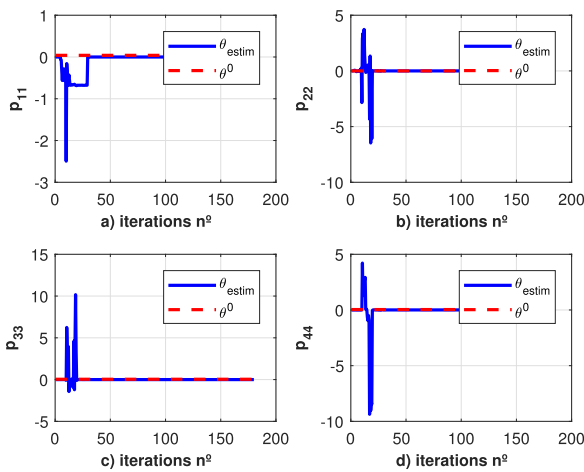 1
0
-1
-2
-3
p11
0 50 100 150 200
a) iterations nº
θestim
θ0
5
0
-5
-10
p22
0 50 100 150 200
b) iterations nº
θestim
θ0
15
10
5
0
-5
p33
0 50 100 150 200
c) iterations nº
θestim
θ0
5
0
-5
-10
p44
0 50 100 150 200
d) iterations nº
θestim
θ0